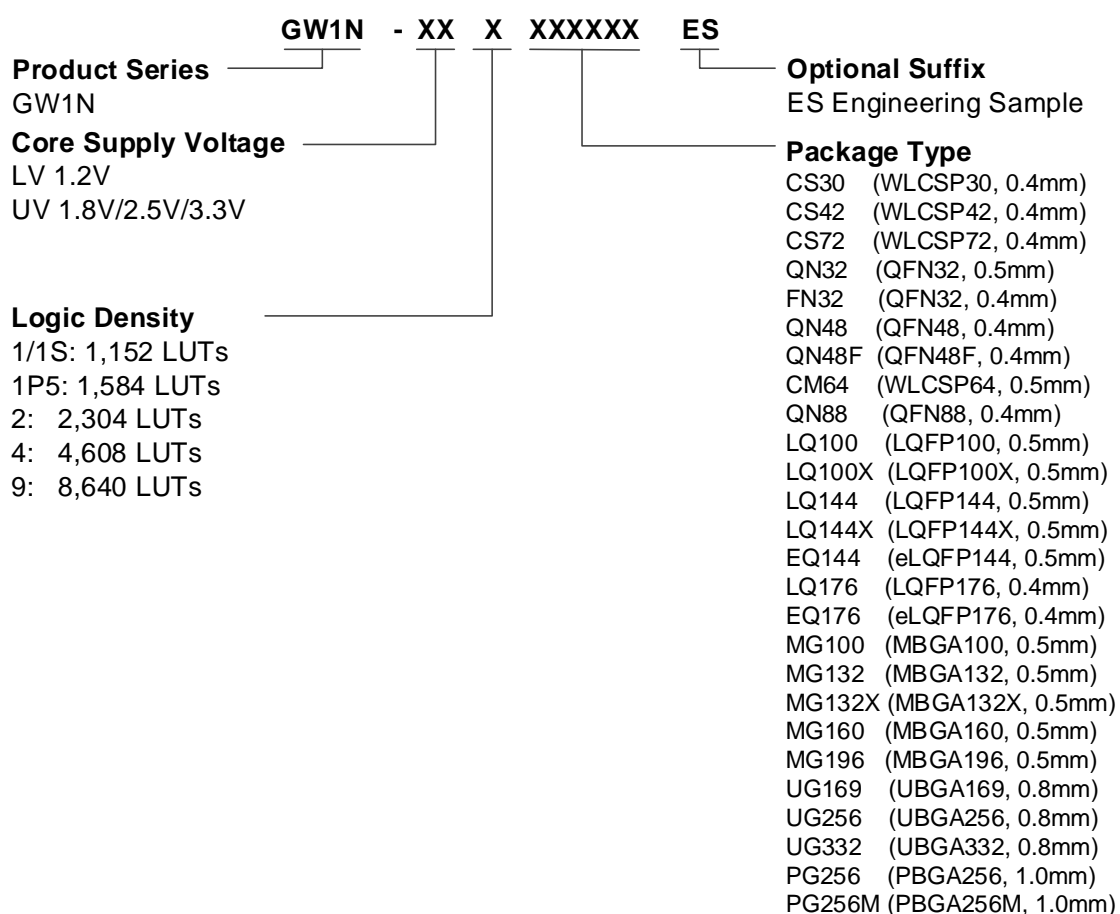 GW1N - XX X XXXXXX ES
Product Series
GW1N
Core Supply Voltage
LV 1.2V
UV 1.8V/2.5V/3.3V
Logic Density
1/1S: 1,152 LUTs
1P5: 1,584 LUTs
2: 2,304 LUTs
4: 4,608 LUTs
9: 8,640 LUTs
Optional Suffix
ES Engineering Sample
Package Type
CS30 (WLCSP30, 0.4mm)
CS42 (WLCSP42, 0.4mm)
CS72 (WLCSP72, 0.4mm)
QN32 (QFN32, 0.5mm)
FN32 (QFN32, 0.4mm)
QN48 (QFN48, 0.4mm)
QN48F (QFN48F, 0.4mm)
CM64 (WLCSP64, 0.5mm)
QN88 (QFN88, 0.4mm)
LQ100 (LQFP100, 0.5mm)
LQ100X (LQFP100X, 0.5mm)
LQ144 (LQFP144, 0.5mm)
LQ144X (LQFP144X, 0.5mm)
EQ144 (eLQFP144, 0.5mm)
LQ176 (LQFP176, 0.4mm)
EQ176 (eLQFP176, 0.4mm)
MG100 (MBGA100, 0.5mm)
MG132 (MBGA132, 0.5mm)
MG132X (MBGA132X, 0.5mm)
MG160 (MBGA160, 0.5mm)
MG196 (MBGA196, 0.5mm)
UG169 (UBGA169, 0.8mm)
UG256 (UBGA256, 0.8mm)
UG332 (UBGA332, 0.8mm)
PG256 (PBGA256, 1.0mm)
PG256M (PBGA256M, 1.0mm)